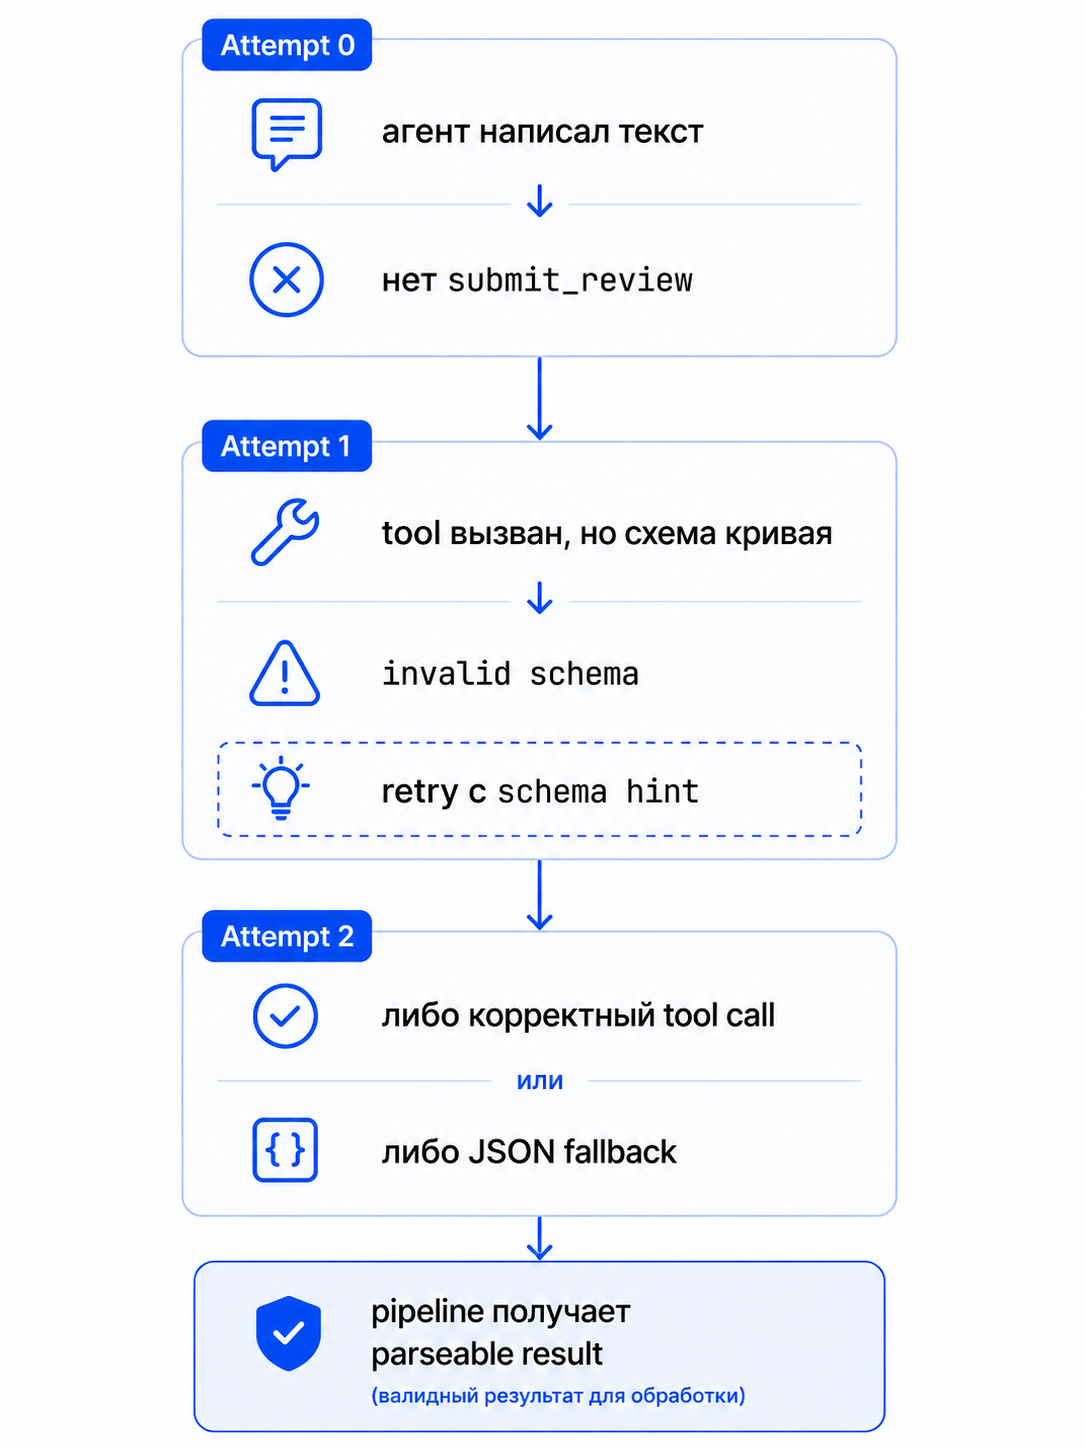 Attempt 0
агент написал текст
нет submit_review
Attempt 1
tool вызван, но схема кривая
invalid schema
retry с schema hint
Attempt 2
либо корректный tool call
или
либо JSON fallback
pipeline получает
parseable result
(валидный результат для обработки)